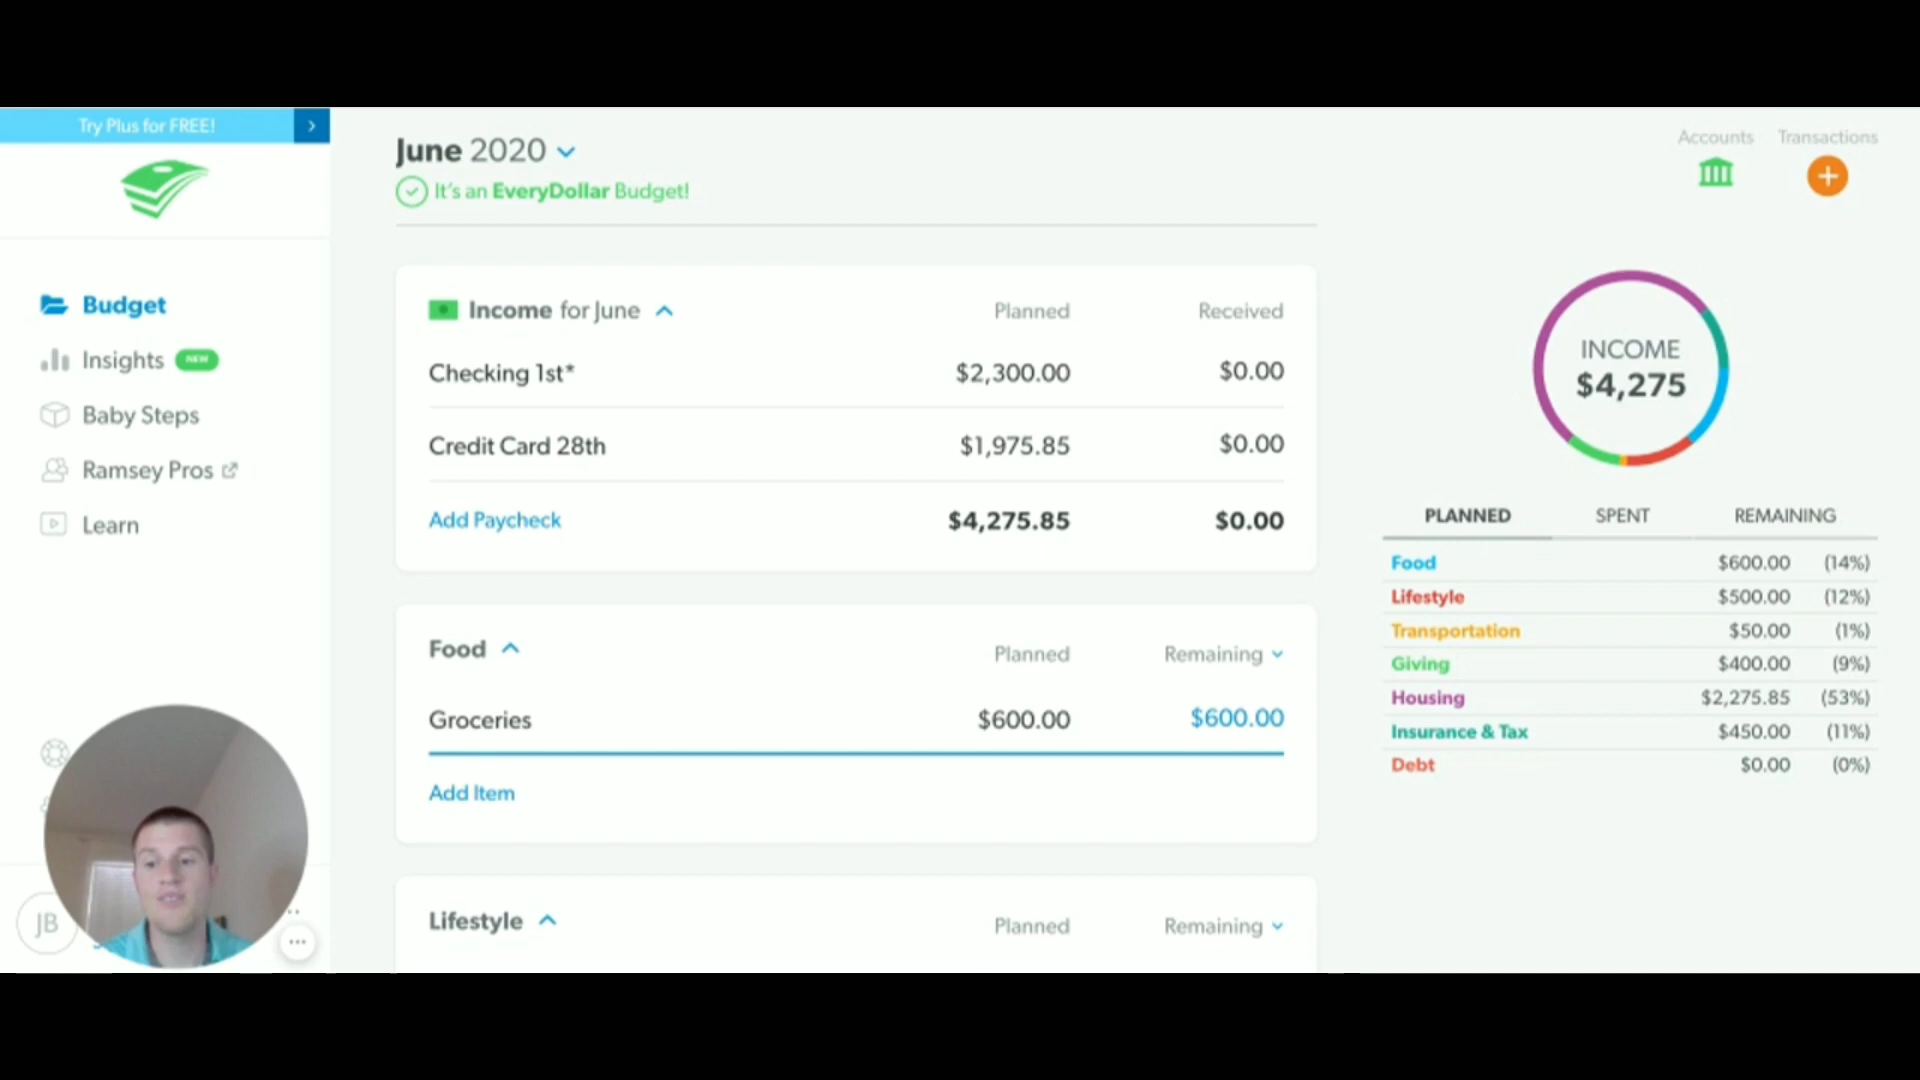 Try Plus for FREE!
Budget
Insights NEW
Baby Steps
Ramsey Pros
Learn
JB
June 2020
It's an EveryDollar Budget!
Accounts Transactions
Income for June Planned Received
Checking 1st* $2,300.00 $0.00
Credit Card 28th $1,975.85 $0.00
Add Paycheck $4,275.85 $0.00
Food Planned Remaining
Groceries $600.00 $600.00
Add Item
Lifestyle Planned Remaining
INCOME
$4,275
PLANNED SPENT REMAINING
Food $600.00 (14%)
Lifestyle $500.00 (12%)
Transportation $50.00 (1%)
Giving $400.00 (9%)
Housing $2,275.85 (53%)
Insurance & Tax $450.00 (11%)
Debt $0.00 (0%)